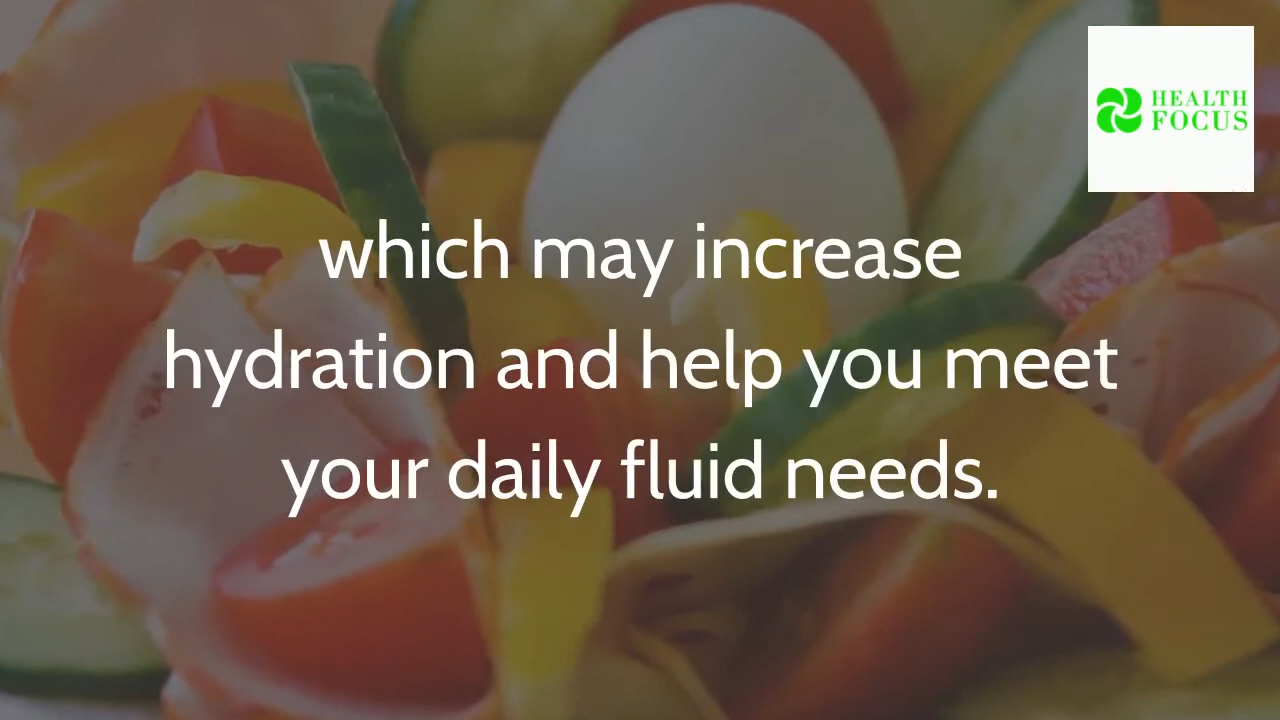 HEALTH
FOCUS
which may increase
hydration and help you meet
your daily fluid needs.